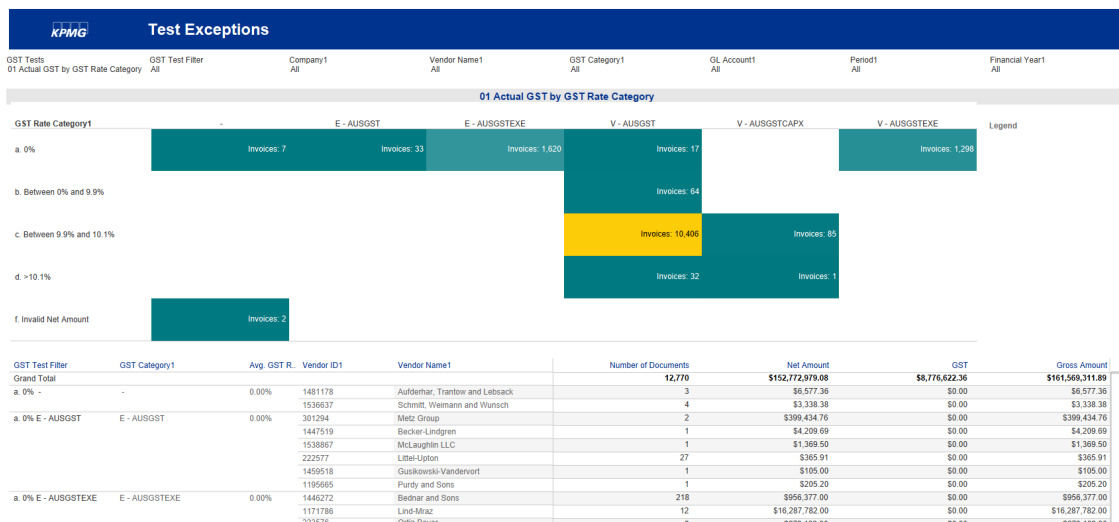 KPMG Test Exceptions
GST Tests GST Test Filter Company1 Vendor Name1 GST Category1 GL Account1 Period1 Financial Year1
01 Actual GST by GST Rate Category All All All All All All All
01 Actual GST by GST Rate Category
GST Rate Category1 - E - AUSGST E - AUSGSTEXE V - AUSGST V - AUSGSTCAPX V - AUSGSTEXE Legend
a. 0% Invoices: 7 Invoices: 33 Invoices: 1,620 Invoices: 17 Invoices: 1,298
b. Between 0% and 9.9% Invoices: 64
c. Between 9.9% and 10.1% Invoices: 10,406 Invoices: 85
d. >10.1% Invoices: 32 Invoices: 1
f. Invalid Net Amount Invoices: 2
GST Test Filter GST Category1 Avg. GST R.. Vendor ID1 Vendor Name1 Number of Documents Net Amount GST Gross Amount
Grand Total 12,770 $152,772,979.08 $8,776,622.36 $161,569,311.89
a. 0% - - 0.00% 1481178 Aufderhar, Trantow and Lebsack 3 $6,577.36 $0.00 $6,577.36
1536637 Schmitt, Weimann and Wunsch 4 $3,338.38 $0.00 $3,338.38
a. 0% E - AUSGST E - AUSGST 0.00% 301294 Metz Group 2 $399,434.76 $0.00 $399,434.76
1447519 Becker-Lindgren 1 $4,209.69 $0.00 $4,209.69
1538867 McLaughlin LLC 1 $1,369.50 $0.00 $1,369.50
222577 Littel-Upton 27 $365.91 $0.00 $365.91
1459518 Gusikowski-Vandervort 1 $105.00 $0.00 $105.00
1195665 Purdy and Sons 1 $205.20 $0.00 $205.20
a. 0% E - AUSGSTEXE E - AUSGSTEXE 0.00% 1446272 Bednar and Sons 218 $956,377.00 $0.00 $956,377.00
1171786 Lind-Mraz 12 $16,287,782.00 $0.00 $16,287,782.00